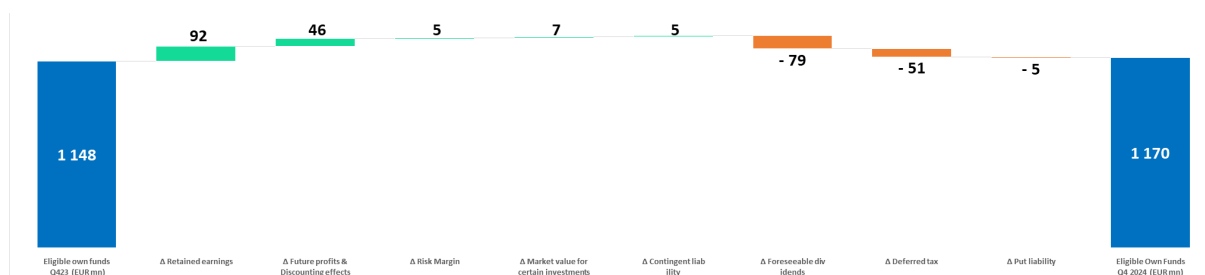 92
46
5
7
5
- 79
- 51
- 5
1 148
1 170
Eligible own funds
Q423 (EUR mn)
Δ Retained earnings
Δ Future profits &
Discounting effects
Δ Risk Margin
Δ Market value for
certain investments
Δ Contingent liab
ility
Δ Foreseeable div
idends
Δ Deferred tax
Δ Put liability
Eligible Own Funds
Q4 2024 (EUR mn)